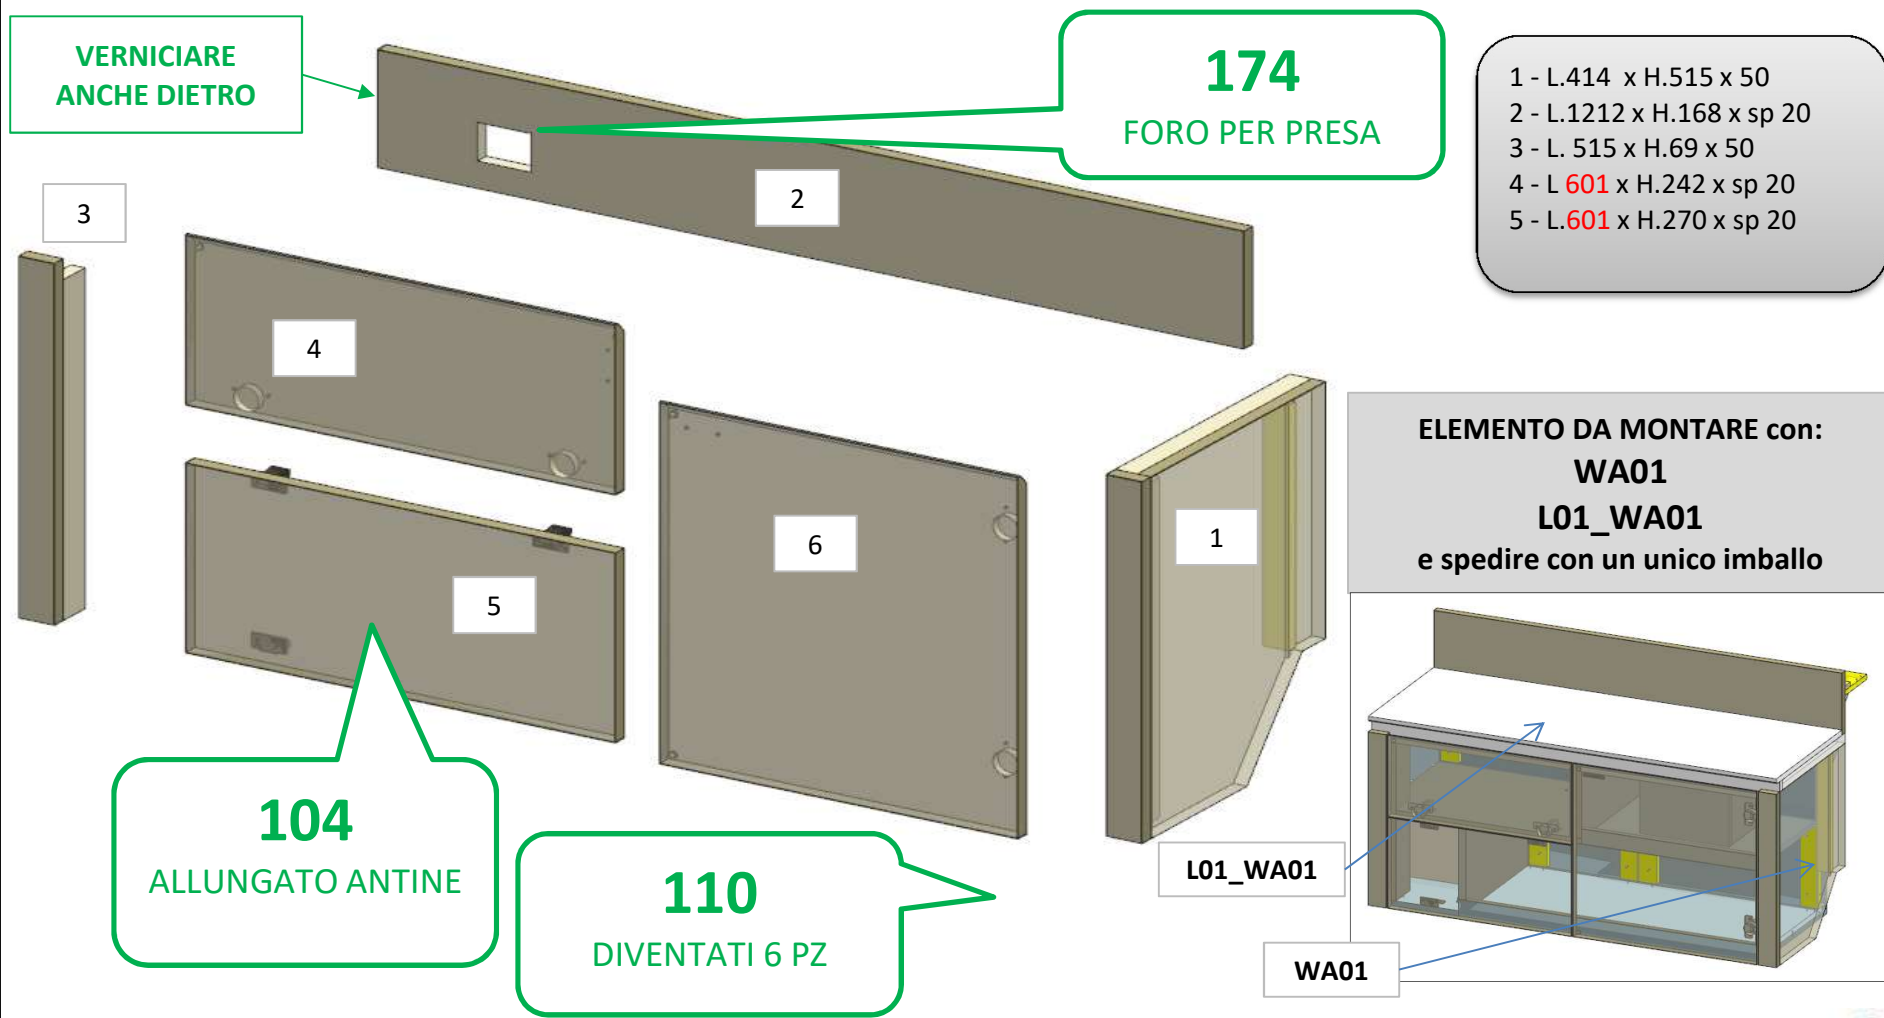 VERNICIARE
ANCHE DIETRO
174
FORO PER PRESA
1 - L.414 x H.515 x 50
2 - L.1212 x H.168 x sp 20
3 - L. 515 x H.69 x 50
4 - L 601 x H.242 x sp 20
5 - L.601 x H.270 x sp 20
3
2
4
5
6
1
ELEMENTO DA MONTARE con:
WA01
L01_WA01
e spedire con un unico imballo
104
ALLUNGATO ANTINE
110
DIVENTATI 6 PZ
L01_WA01
WA01